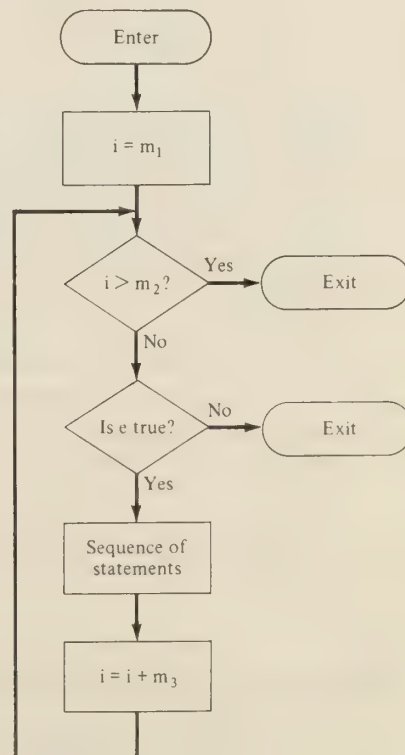 Enter
i = m₁
i > m₂?
Yes
Exit
No
Is e true?
No
Exit
Yes
Sequence of
statements
i = i + m₃